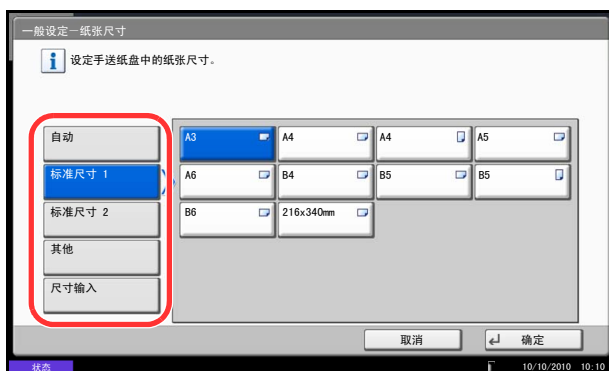 一般设定－纸张尺寸
设定手送纸盘中的纸张尺寸。
自动
标准尺寸 1
标准尺寸 2
其他
尺寸输入
A3 A4 A4 A5
A6 B4 B5 B5
B6 216x340mm
取消 确定
状态 10/10/2010 10:10